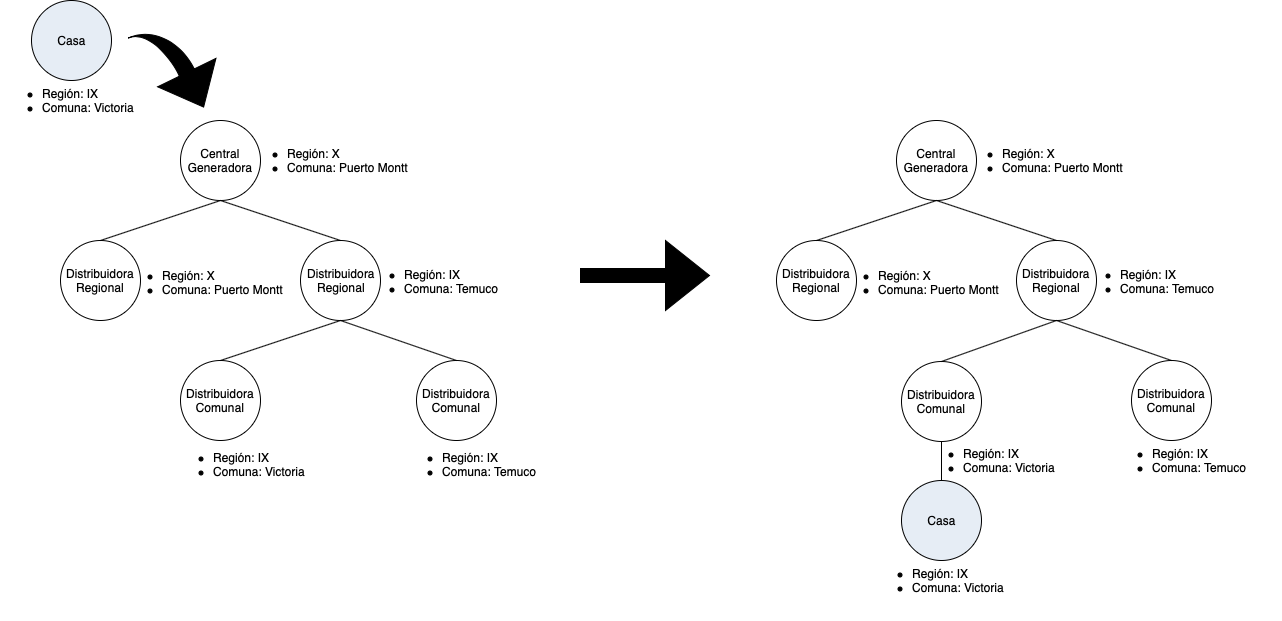 Casa
• Región: IX
• Comuna: Victoria
Central
Generadora
• Región: X
• Comuna: Puerto Montt
Distribuidora
Regional
• Región: X
• Comuna: Puerto Montt
Distribuidora
Regional
• Región: IX
• Comuna: Temuco
Distribuidora
Comunal
• Región: IX
• Comuna: Victoria
Distribuidora
Comunal
• Región: IX
• Comuna: Temuco
Central
Generadora
• Región: X
• Comuna: Puerto Montt
Distribuidora
Regional
• Región: X
• Comuna: Puerto Montt
Distribuidora
Regional
• Región: IX
• Comuna: Temuco
Distribuidora
Comunal
• Región: IX
• Comuna: Victoria
Distribuidora
Comunal
• Región: IX
• Comuna: Temuco
Casa
• Región: IX
• Comuna: Victoria